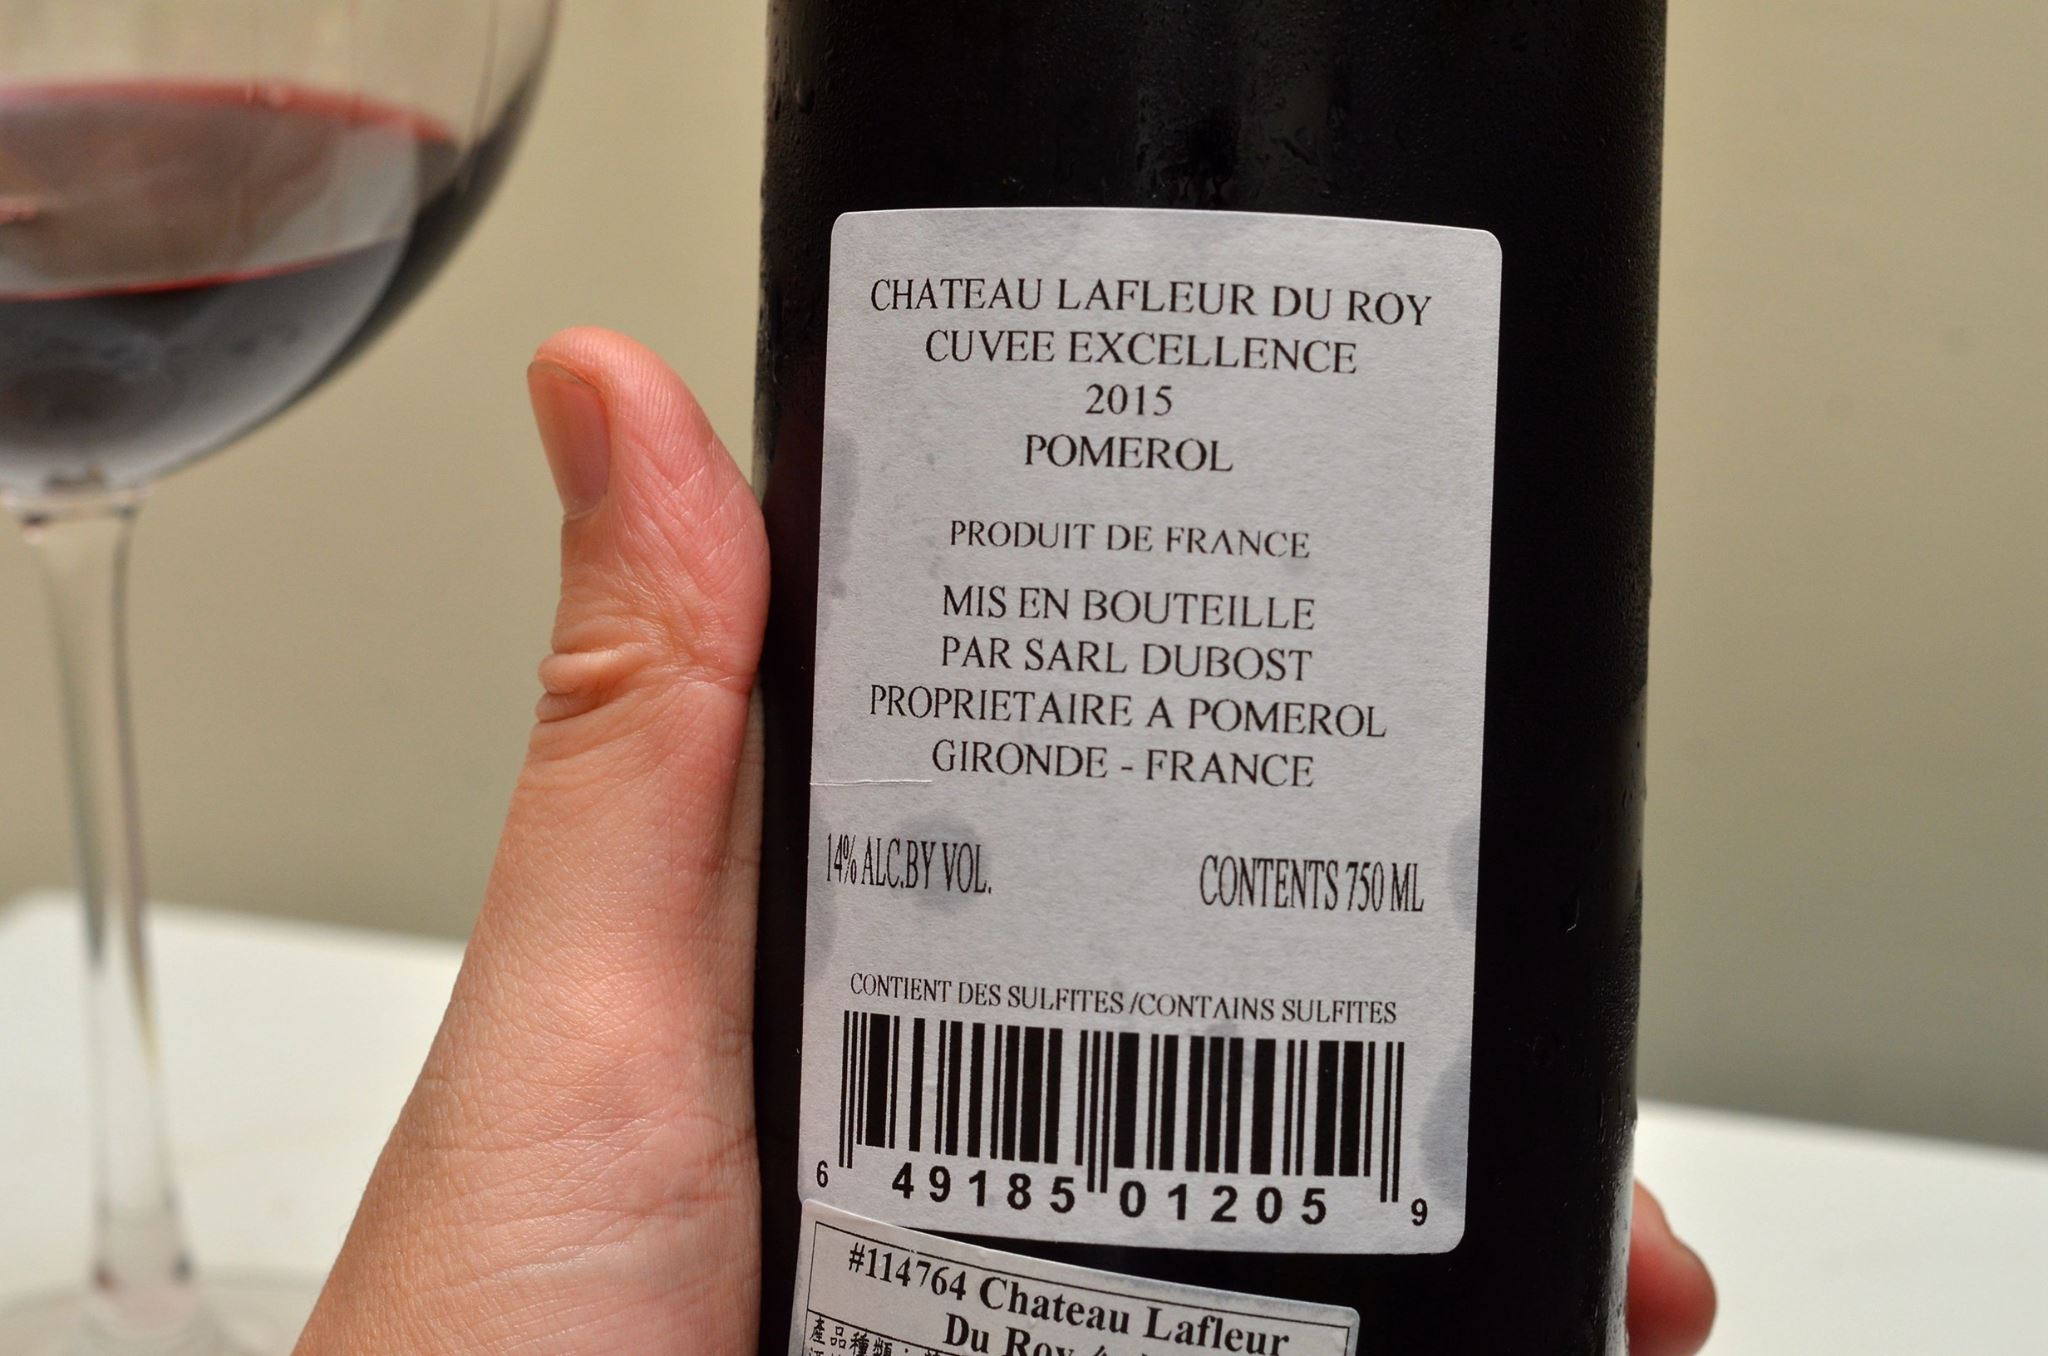 CHATEAU LAFLEUR DU ROY
CUVEE EXCELLENCE
2015
POMEROL
PRODUIT DE FRANCE
MIS EN BOUTEILLE
PAR SARL DUBOST
PROPRIETAIRE A POMEROL
GIRONDE - FRANCE
14% ALC.BY VOL. CONTENTS 750 ML
CONTIENT DES SULFITES /CONTAINS SULFITES
6 49185 01205 9
#114764 Chateau Lafleur
Du Roy
產品種類：